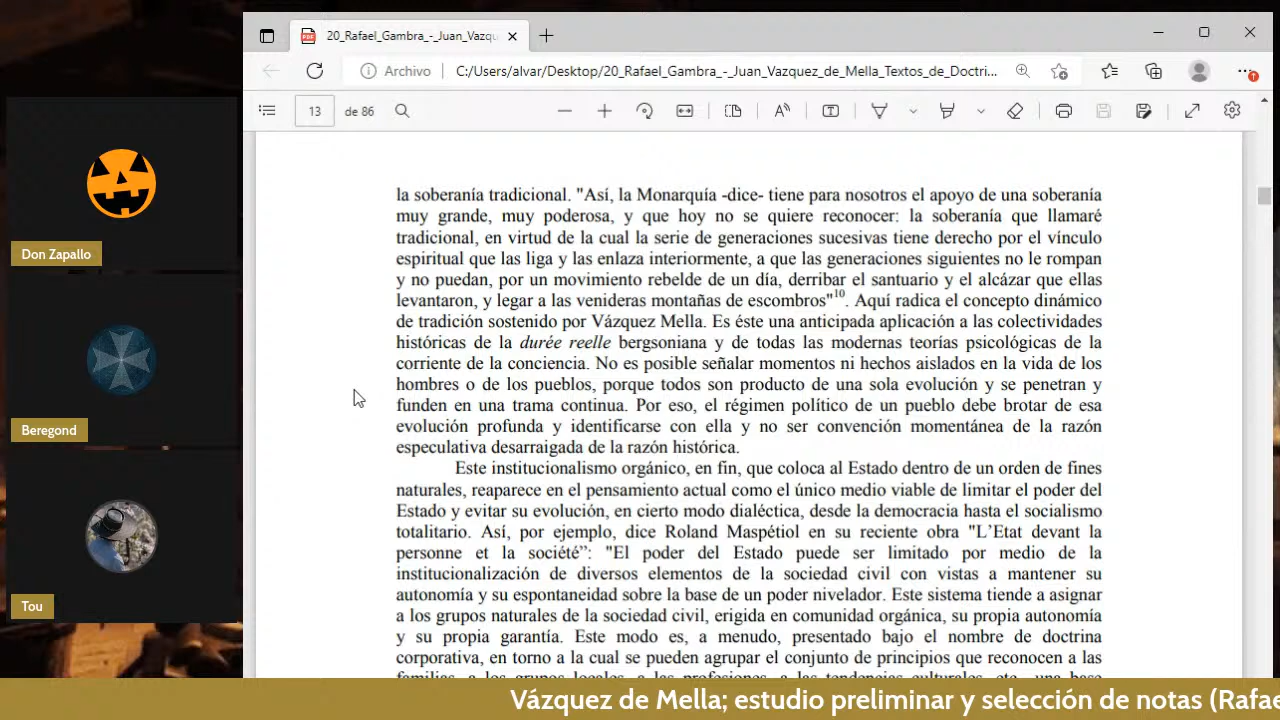 20_Rafael_Gambra_-_Juan_Vazqu
Archivo
C:/Users/alvar/Desktop/20_Rafael_Gambra_-_Juan_Vazquez_de_Mella_Textos_de_Doctri...
13 de 86
la soberanía tradicional. "Así, la Monarquía -dice- tiene para nosotros el apoyo de una soberanía
muy grande, muy poderosa, y que hoy no se quiere reconocer: la soberanía que llamaré
tradicional, en virtud de la cual la serie de generaciones sucesivas tiene derecho por el vínculo
espiritual que las liga y las enlaza interiormente, a que las generaciones siguientes no le rompan
y no puedan, por un movimiento rebelde de un día, derribar el santuario y el alcázar que ellas
levantaron, y legar a las venideras montañas de escombros"10. Aquí radica el concepto dinámico
de tradición sostenido por Vázquez Mella. Es éste una anticipada aplicación a las colectividades
históricas de la durée reelle bergsoniana y de todas las modernas teorías psicológicas de la
corriente de la conciencia. No es posible señalar momentos ni hechos aislados en la vida de los
hombres o de los pueblos, porque todos son producto de una sola evolución y se penetran y
funden en una trama continua. Por eso, el régimen político de un pueblo debe brotar de esa
evolución profunda y identificarse con ella y no ser convención momentánea de la razón
especulativa desarraigada de la razón histórica.
Este institucionalismo orgánico, en fin, que coloca al Estado dentro de un orden de fines
naturales, reaparece en el pensamiento actual como el único medio viable de limitar el poder del
Estado y evitar su evolución, en cierto modo dialéctica, desde la democracia hasta el socialismo
totalitario. Así, por ejemplo, dice Roland Maspétiol en su reciente obra "L'Etat devant la
personne et la société": "El poder del Estado puede ser limitado por medio de la
institucionalización de diversos elementos de la sociedad civil con vistas a mantener su
autonomía y su espontaneidad sobre la base de un poder nivelador. Este sistema tiende a asignar
a los grupos naturales de la sociedad civil, erigida en comunidad orgánica, su propia autonomía
y su propia garantía. Este modo es, a menudo, presentado bajo el nombre de doctrina
corporativa, en torno a la cual se pueden agrupar el conjunto de principios que reconocen a las
familias, a los grupos locales, a las profesiones, a las tendencias culturales, etc., una base
Don Zapallo
Beregond
Tou
Vázquez de Mella; estudio preliminar y selección de notas (Rafae